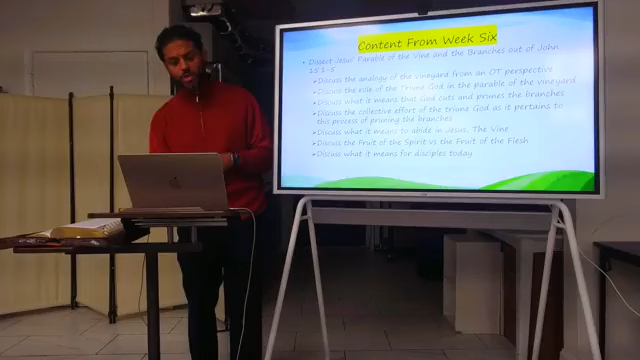 Content From Week Six
• Dissect Jesus' Parable of the Vine and the Branches out of John
15:1-5
➢Discuss the analogy of the vineyard from an OT perspective
➢Discuss the role of the Triune God in the parable of the vineyard
➢Discuss what it means that God cuts and prunes the branches
➢Discuss the collective effort of the triune God as it pertains to
this process of pruning the branches
➢Discuss what it means to abide in Jesus, The Vine
➢Discuss the Fruit of the Spirit vs the Fruit of the Flesh
➢Discuss what it means for disciples today